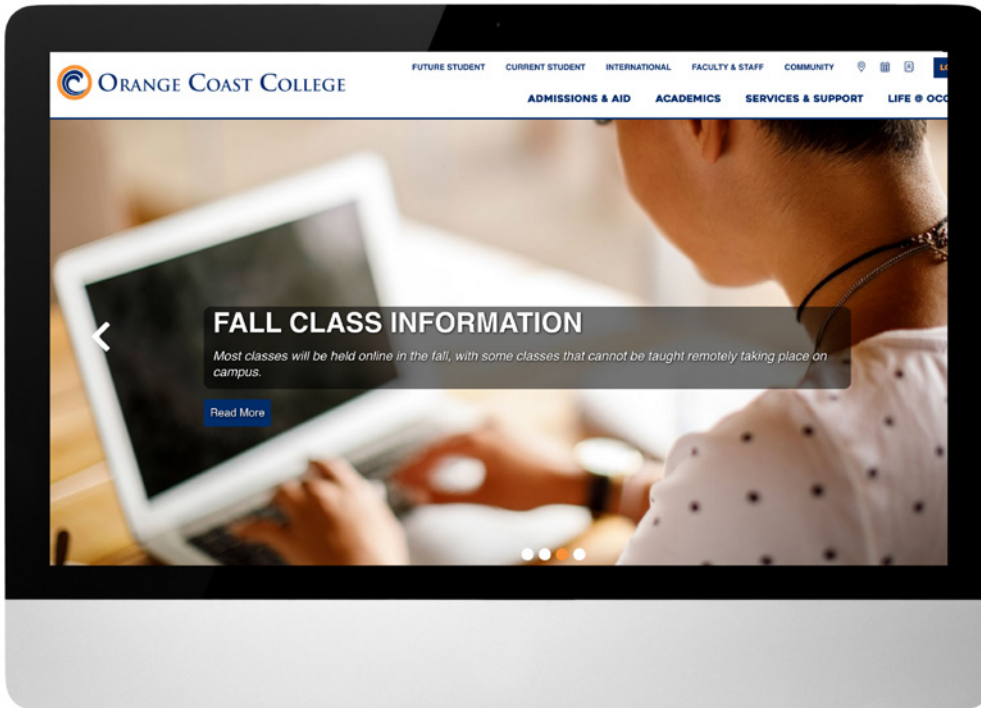 ORANGE COAST COLLEGE
FUTURE STUDENT CURRENT STUDENT INTERNATIONAL FACULTY & STAFF COMMUNITY
ADMISSIONS & AID ACADEMICS SERVICES & SUPPORT LIFE @ OCC
FALL CLASS INFORMATION
Most classes will be held online in the fall, with some classes that cannot be taught remotely taking place on
campus.
Read More